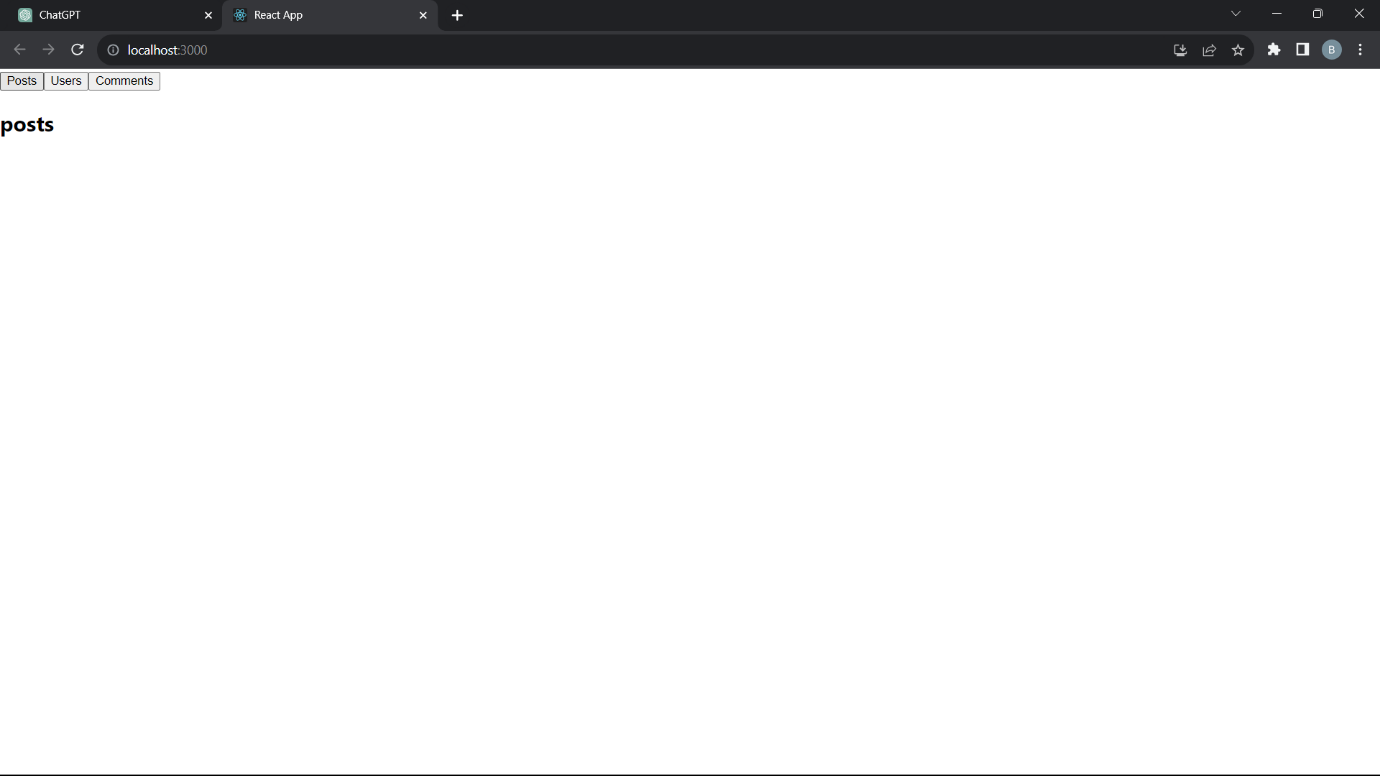 ChatGPT
React App
localhost:3000
B
Posts Users Comments
posts